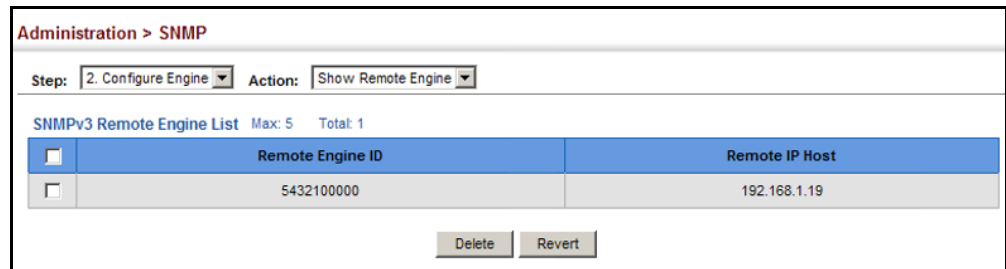 Administration > SNMP
Step: 2. Configure Engine Action: Show Remote Engine
SNMPv3 Remote Engine List Max: 5 Total: 1
Remote Engine ID Remote IP Host
5432100000 192.168.1.19
Delete Revert